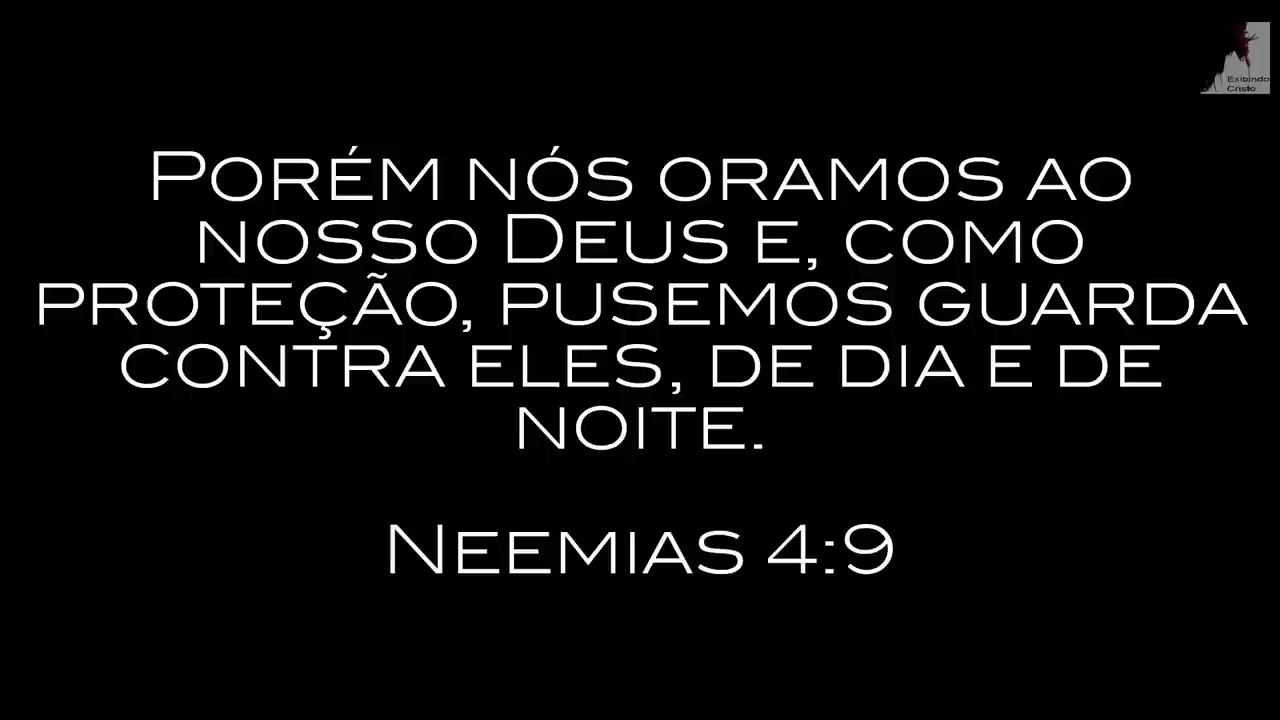 Exibindo
Cristo
Porém nós oramos ao
nosso Deus e, como
proteção, pusemos guarda
contra eles, de dia e de
noite.
Neemias 4:9